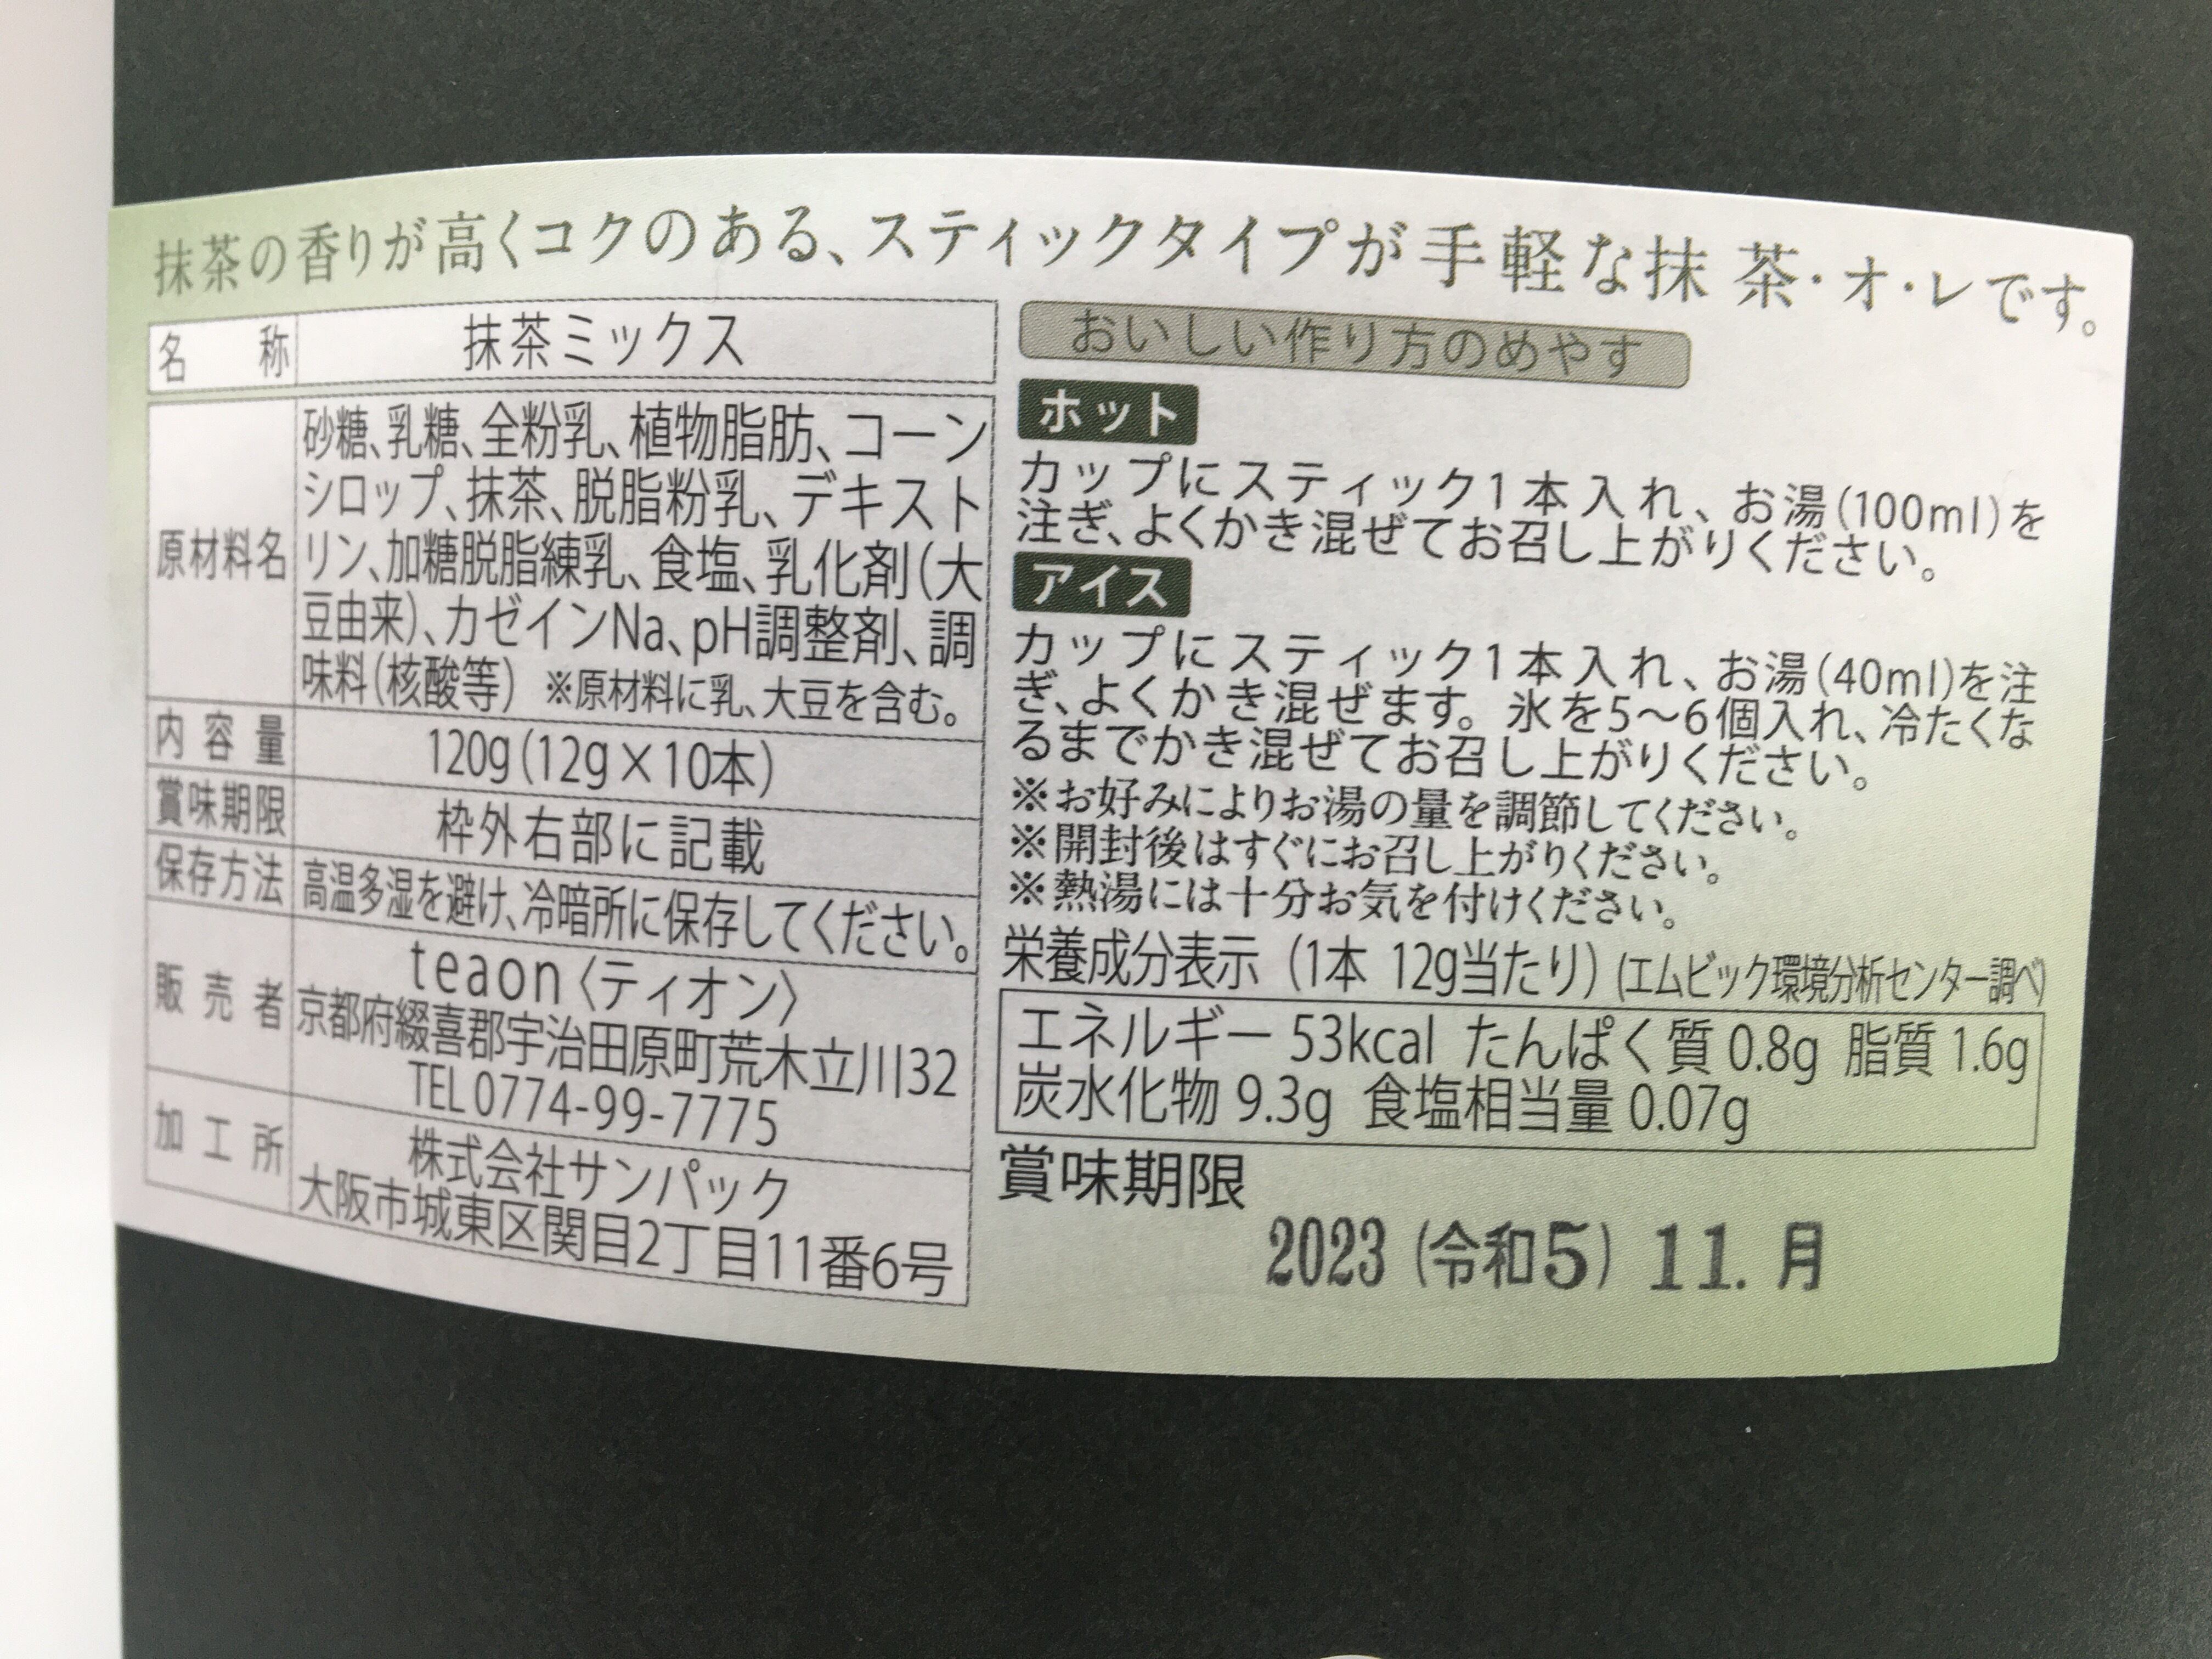 抹茶の香りが高くコクのある、スティックタイプが手軽な抹茶・オ・レです。
名称 抹茶ミックス
原材料名
砂糖、乳糖、全粉乳、植物脂肪、コーン
シロップ、抹茶、脱脂粉乳、デキスト
リン、加糖脱脂練乳、食塩、乳化剤(大
豆由来)、カゼインNa、pH調整剤、調
味料(核酸等) ※原材料に乳、大豆を含む。
内容量 120g(12g×10本)
賞味期限 枠外右部に記載
保存方法 高温多湿を避け、冷暗所に保存してください。
販売者
teaon〈ティオン〉
京都府綴喜郡宇治田原町荒木立川32
TEL0774-99-7775
加工所
株式会社サンパック
大阪市城東区関目2丁目11番6号
おいしい作り方のめやす
ホット
カップにスティック1本入れ、お湯(100ml)を
注ぎ、よくかき混ぜてお召し上がりください。
アイス
カップにスティック1本入れ、お湯(40ml)を注
ぎ、よくかき混ぜます。氷を5〜6個入れ、冷たくな
るまでかき混ぜてお召し上がりください。
※お好みによりお湯の量を調節してください。
※開封後はすぐにお召し上がりください。
※熱湯には十分お気を付けください。
栄養成分表示(1本 12g当たり)(エムビック環境分析センター調べ)
エネルギー 53kcal たんぱく質 0.8g 脂質 1.6g
炭水化物 9.3g 食塩相当量 0.07g
賞味期限
2023(令和5)11.月